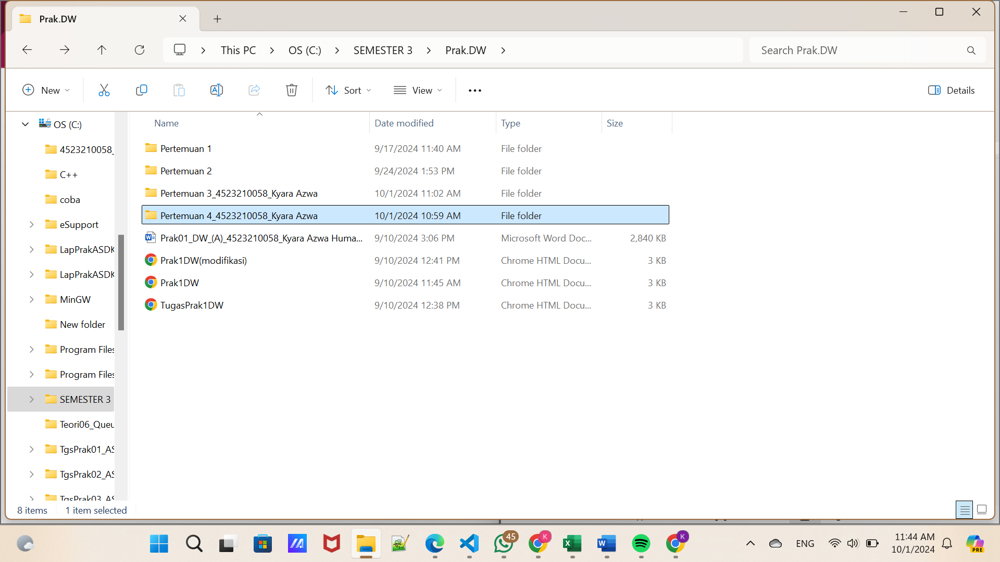 Prak.DW
This PC OS (C:) SEMESTER 3 Prak.DW
Search Prak.DW
New Sort View Details
OS (C:)
4523210058_
C++
coba
eSupport
LapPrakASDK
LapPrakASDK
MinGW
New folder
Program Files
Program Files
SEMESTER 3
Teori06_Queu
TgsPrak01_AS
TgsPrak02_AS
TgsPrak03_AS
Name Date modified Type Size
Pertemuan 1 9/17/2024 11:40 AM File folder
Pertemuan 2 9/24/2024 1:53 PM File folder
Pertemuan 3_4523210058_Kyara Azwa 10/1/2024 11:02 AM File folder
Pertemuan 4_4523210058_Kyara Azwa 10/1/2024 10:59 AM File folder
Prak01_DW_(A)_4523210058_Kyara Azwa Huma... 9/10/2024 3:06 PM Microsoft Word Doc... 2,840 KB
Prak1DW(modifikasi) 9/10/2024 12:41 PM Chrome HTML Docu... 3 KB
Prak1DW 9/10/2024 11:45 AM Chrome HTML Docu... 3 KB
TugasPrak1DW 9/10/2024 12:38 PM Chrome HTML Docu... 3 KB
8 items 1 item selected
45
K
K
ENG
11:44 AM
10/1/2024
PRE